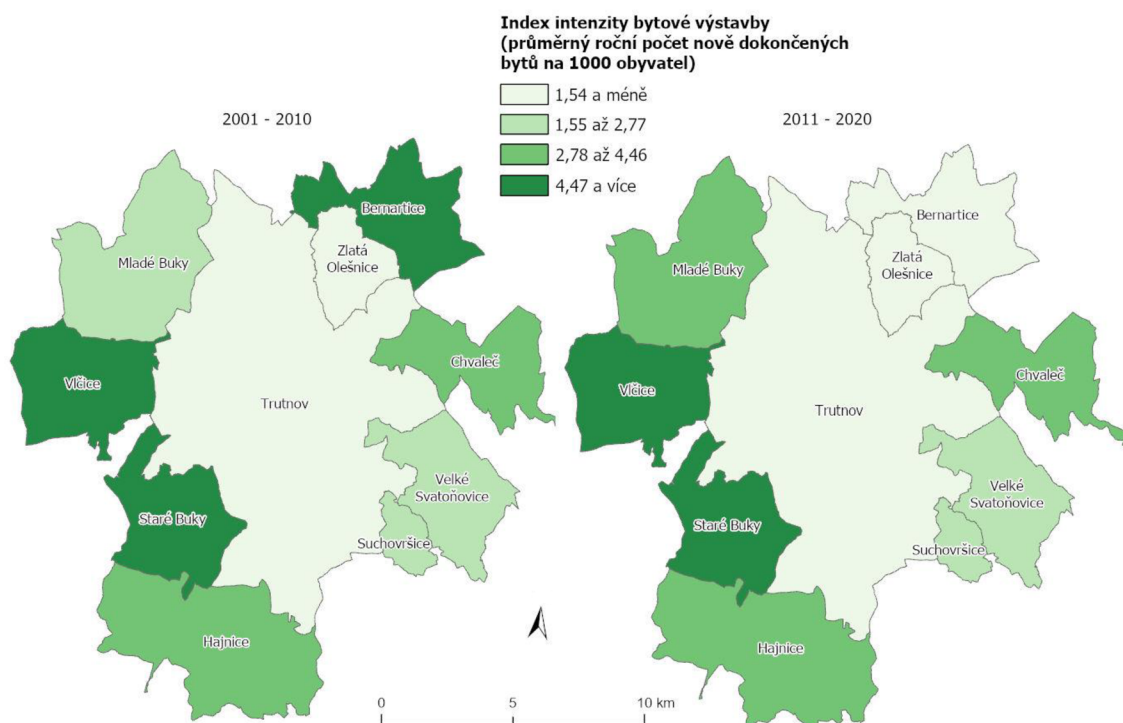 Index intenzity bytové výstavby
(průměrný roční počet nově dokončených
bytů na 1000 obyvatel)
1,54 a méně
1,55 až 2,77
2,78 až 4,46
4,47 a více
2001 - 2010
Bernartice
Zlatá
Olešnice
Mladé Buky
Chvaleč
Vlčice
Trutnov
Velké
Svatoňovice
Staré Buky
Suchovršice
Hajnice
2011 - 2020
Bernartice
Zlatá
Olešnice
Mladé Buky
Chvaleč
Vlčice
Trutnov
Velké
Svatoňovice
Staré Buky
Suchovršice
Hajnice
0 5 10 km